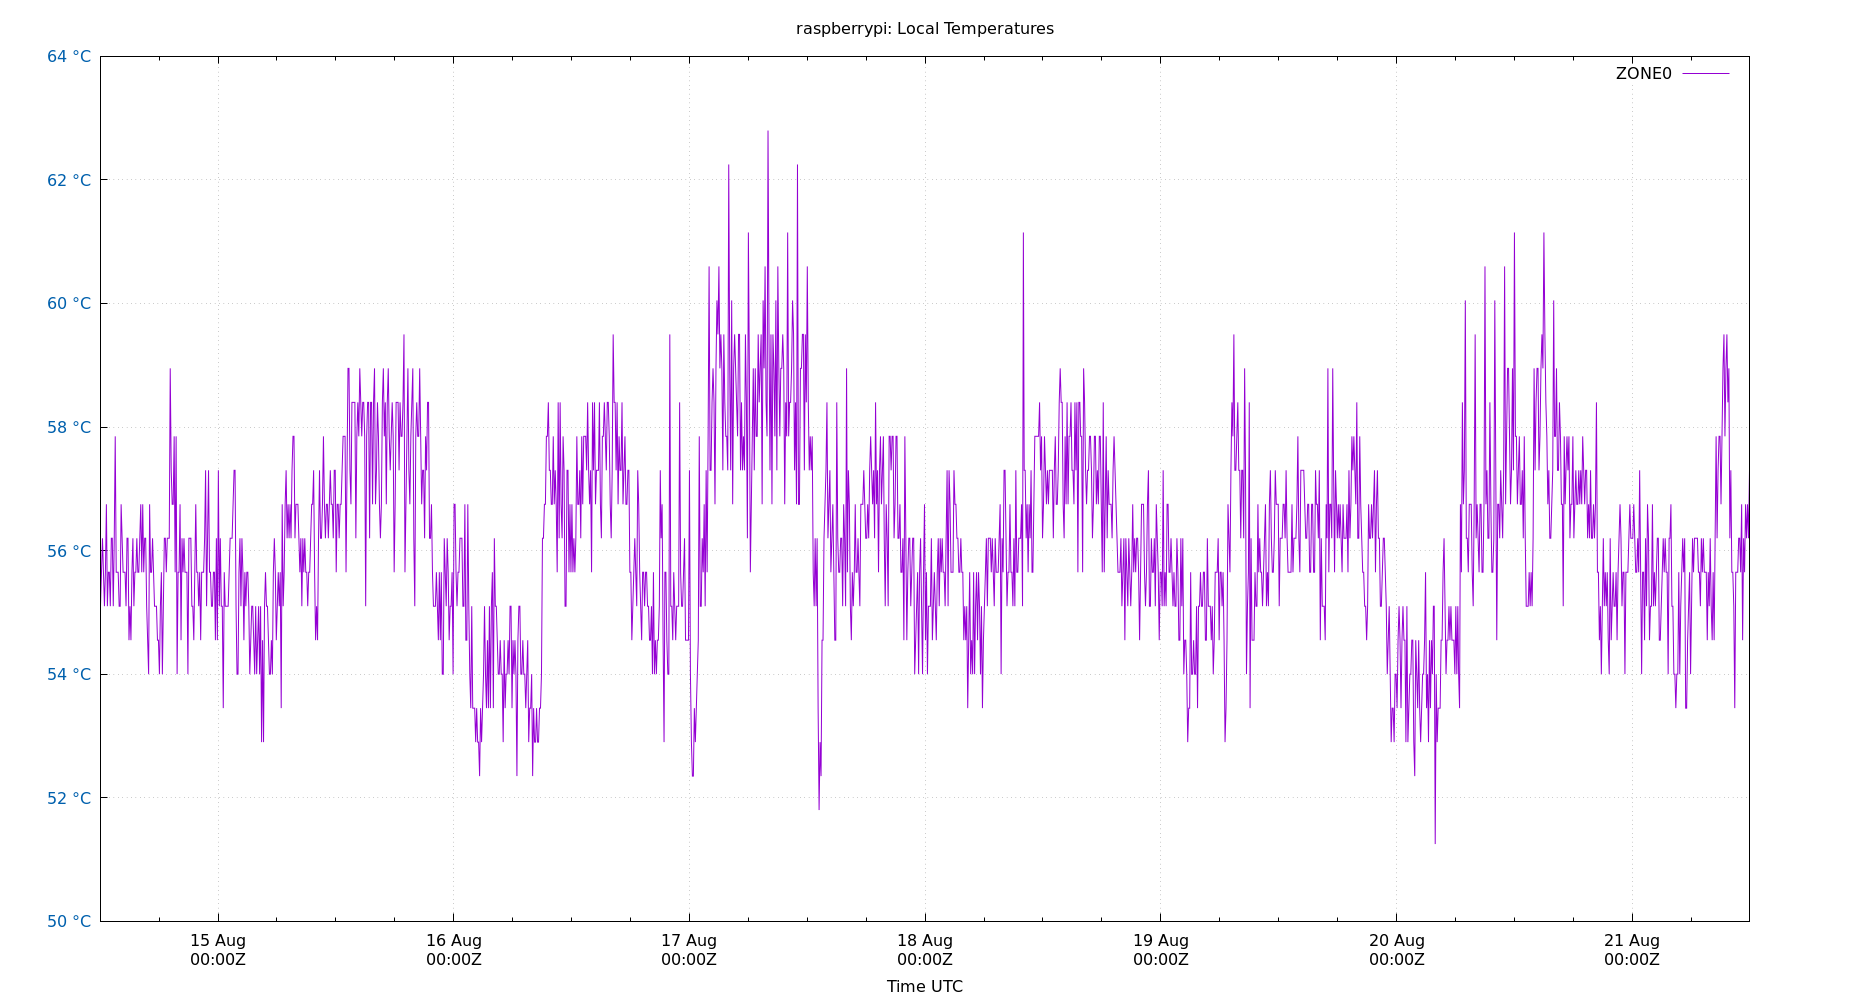 raspberrypi: Local Temperatures
64 °C
ZONE0
62 °C
60 °C
58 °C
56 °C
54 °C
52 °C
50 °C
15 Aug 16 Aug 17 Aug 18 Aug 19 Aug 20 Aug 21 Aug
00:00Z 00:00Z 00:00Z 00:00Z 00:00Z 00:00Z 00:00Z
Time UTC